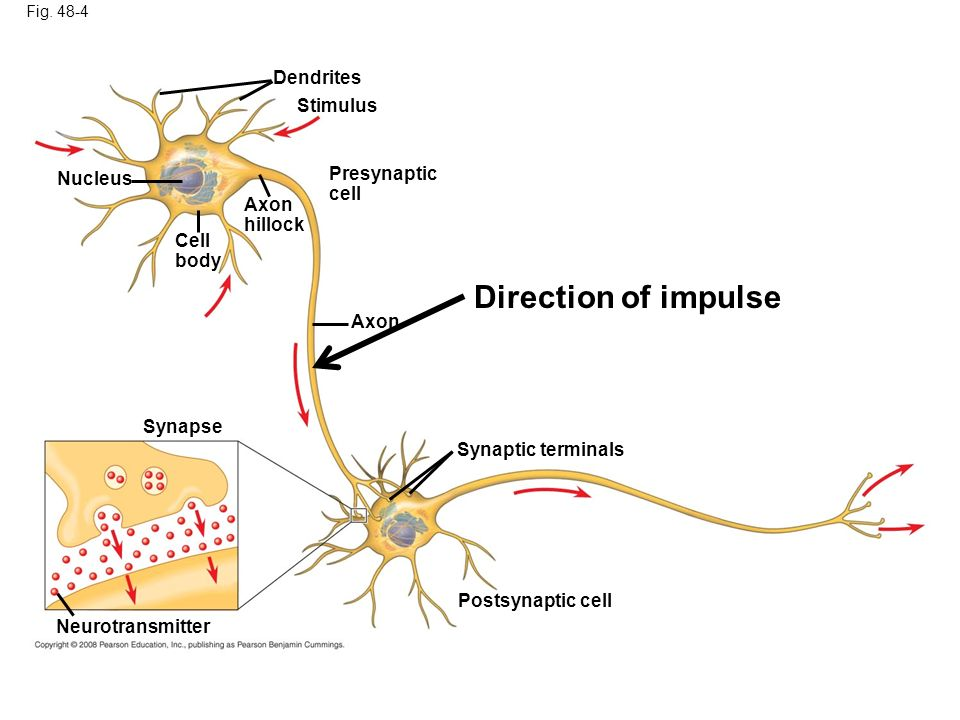 Fig. 48-4
Dendrites
Stimulus
Nucleus
Presynaptic
cell
Axon
hillock
Cell
body
Direction of impulse
Axon
Synapse
Synaptic terminals
Postsynaptic cell
Neurotransmitter
Copyright © 2008 Pearson Education, Inc., publishing as Pearson Benjamin Cummings.